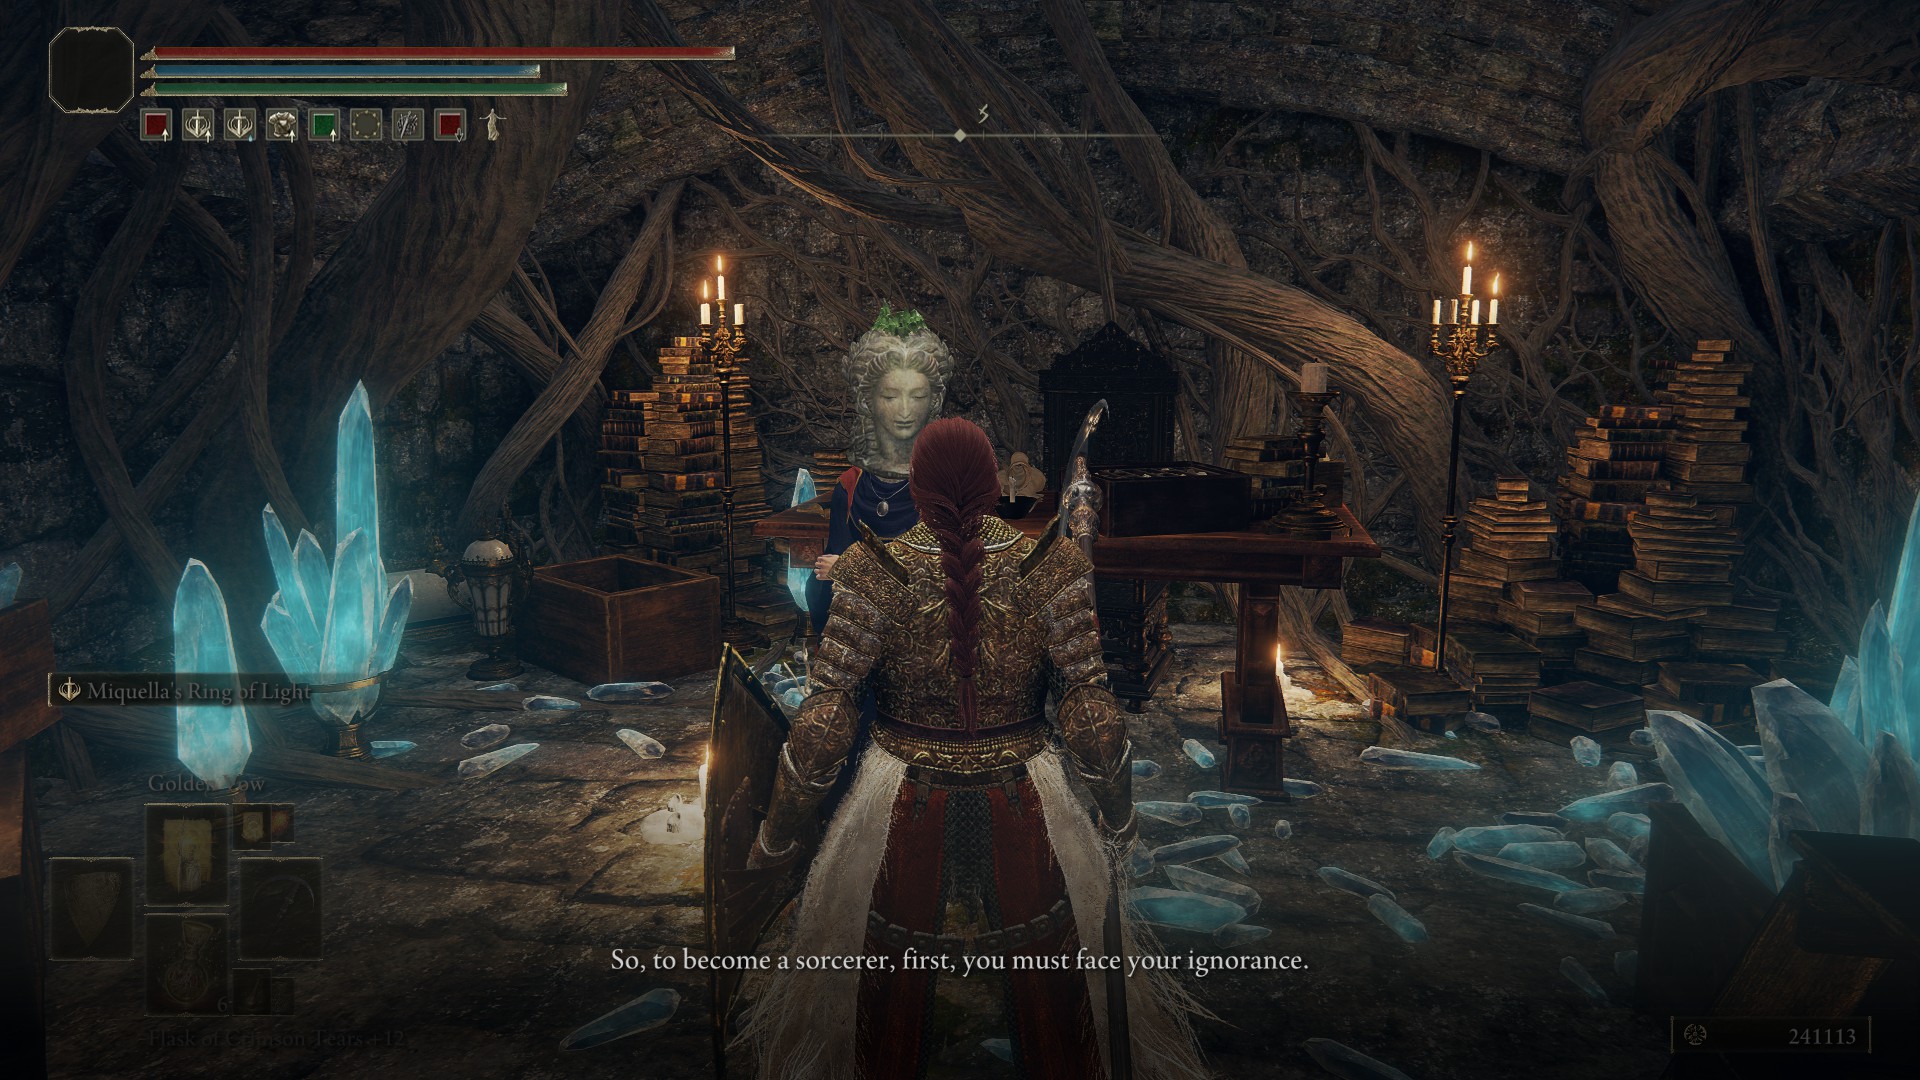 Miquella's Ring of Light
Golden Vow
6
So, to become a sorcerer, first, you must face your ignorance.
Flask of Crimson Tears +12
241113